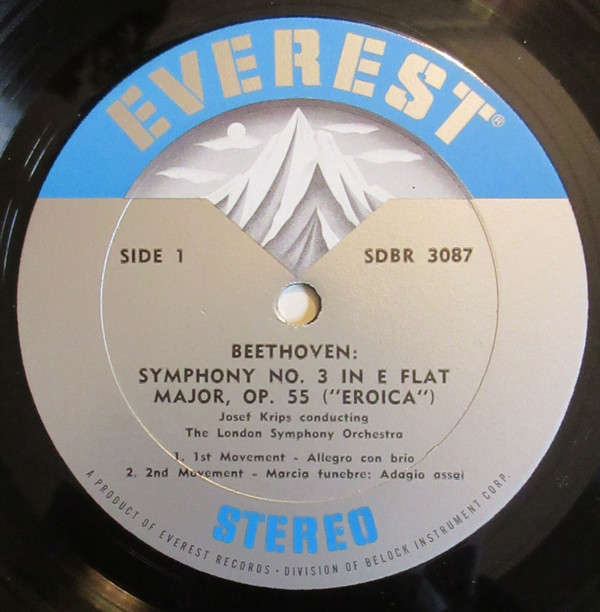 EVEREST®
SIDE 1
SDBR 3087
BEETHOVEN:
SYMPHONY NO. 3 IN E FLAT
MAJOR, OP. 55 ("EROICA")
Josef Krips conducting
The London Symphony Orchestra
1. 1st Movement - Allegro con brio
2. 2nd Movement - Marcia funebre: Adagio assai
STEREO
A PRODUCT OF EVEREST RECORDS • DIVISION OF BELOCK INSTRUMENT CORP.